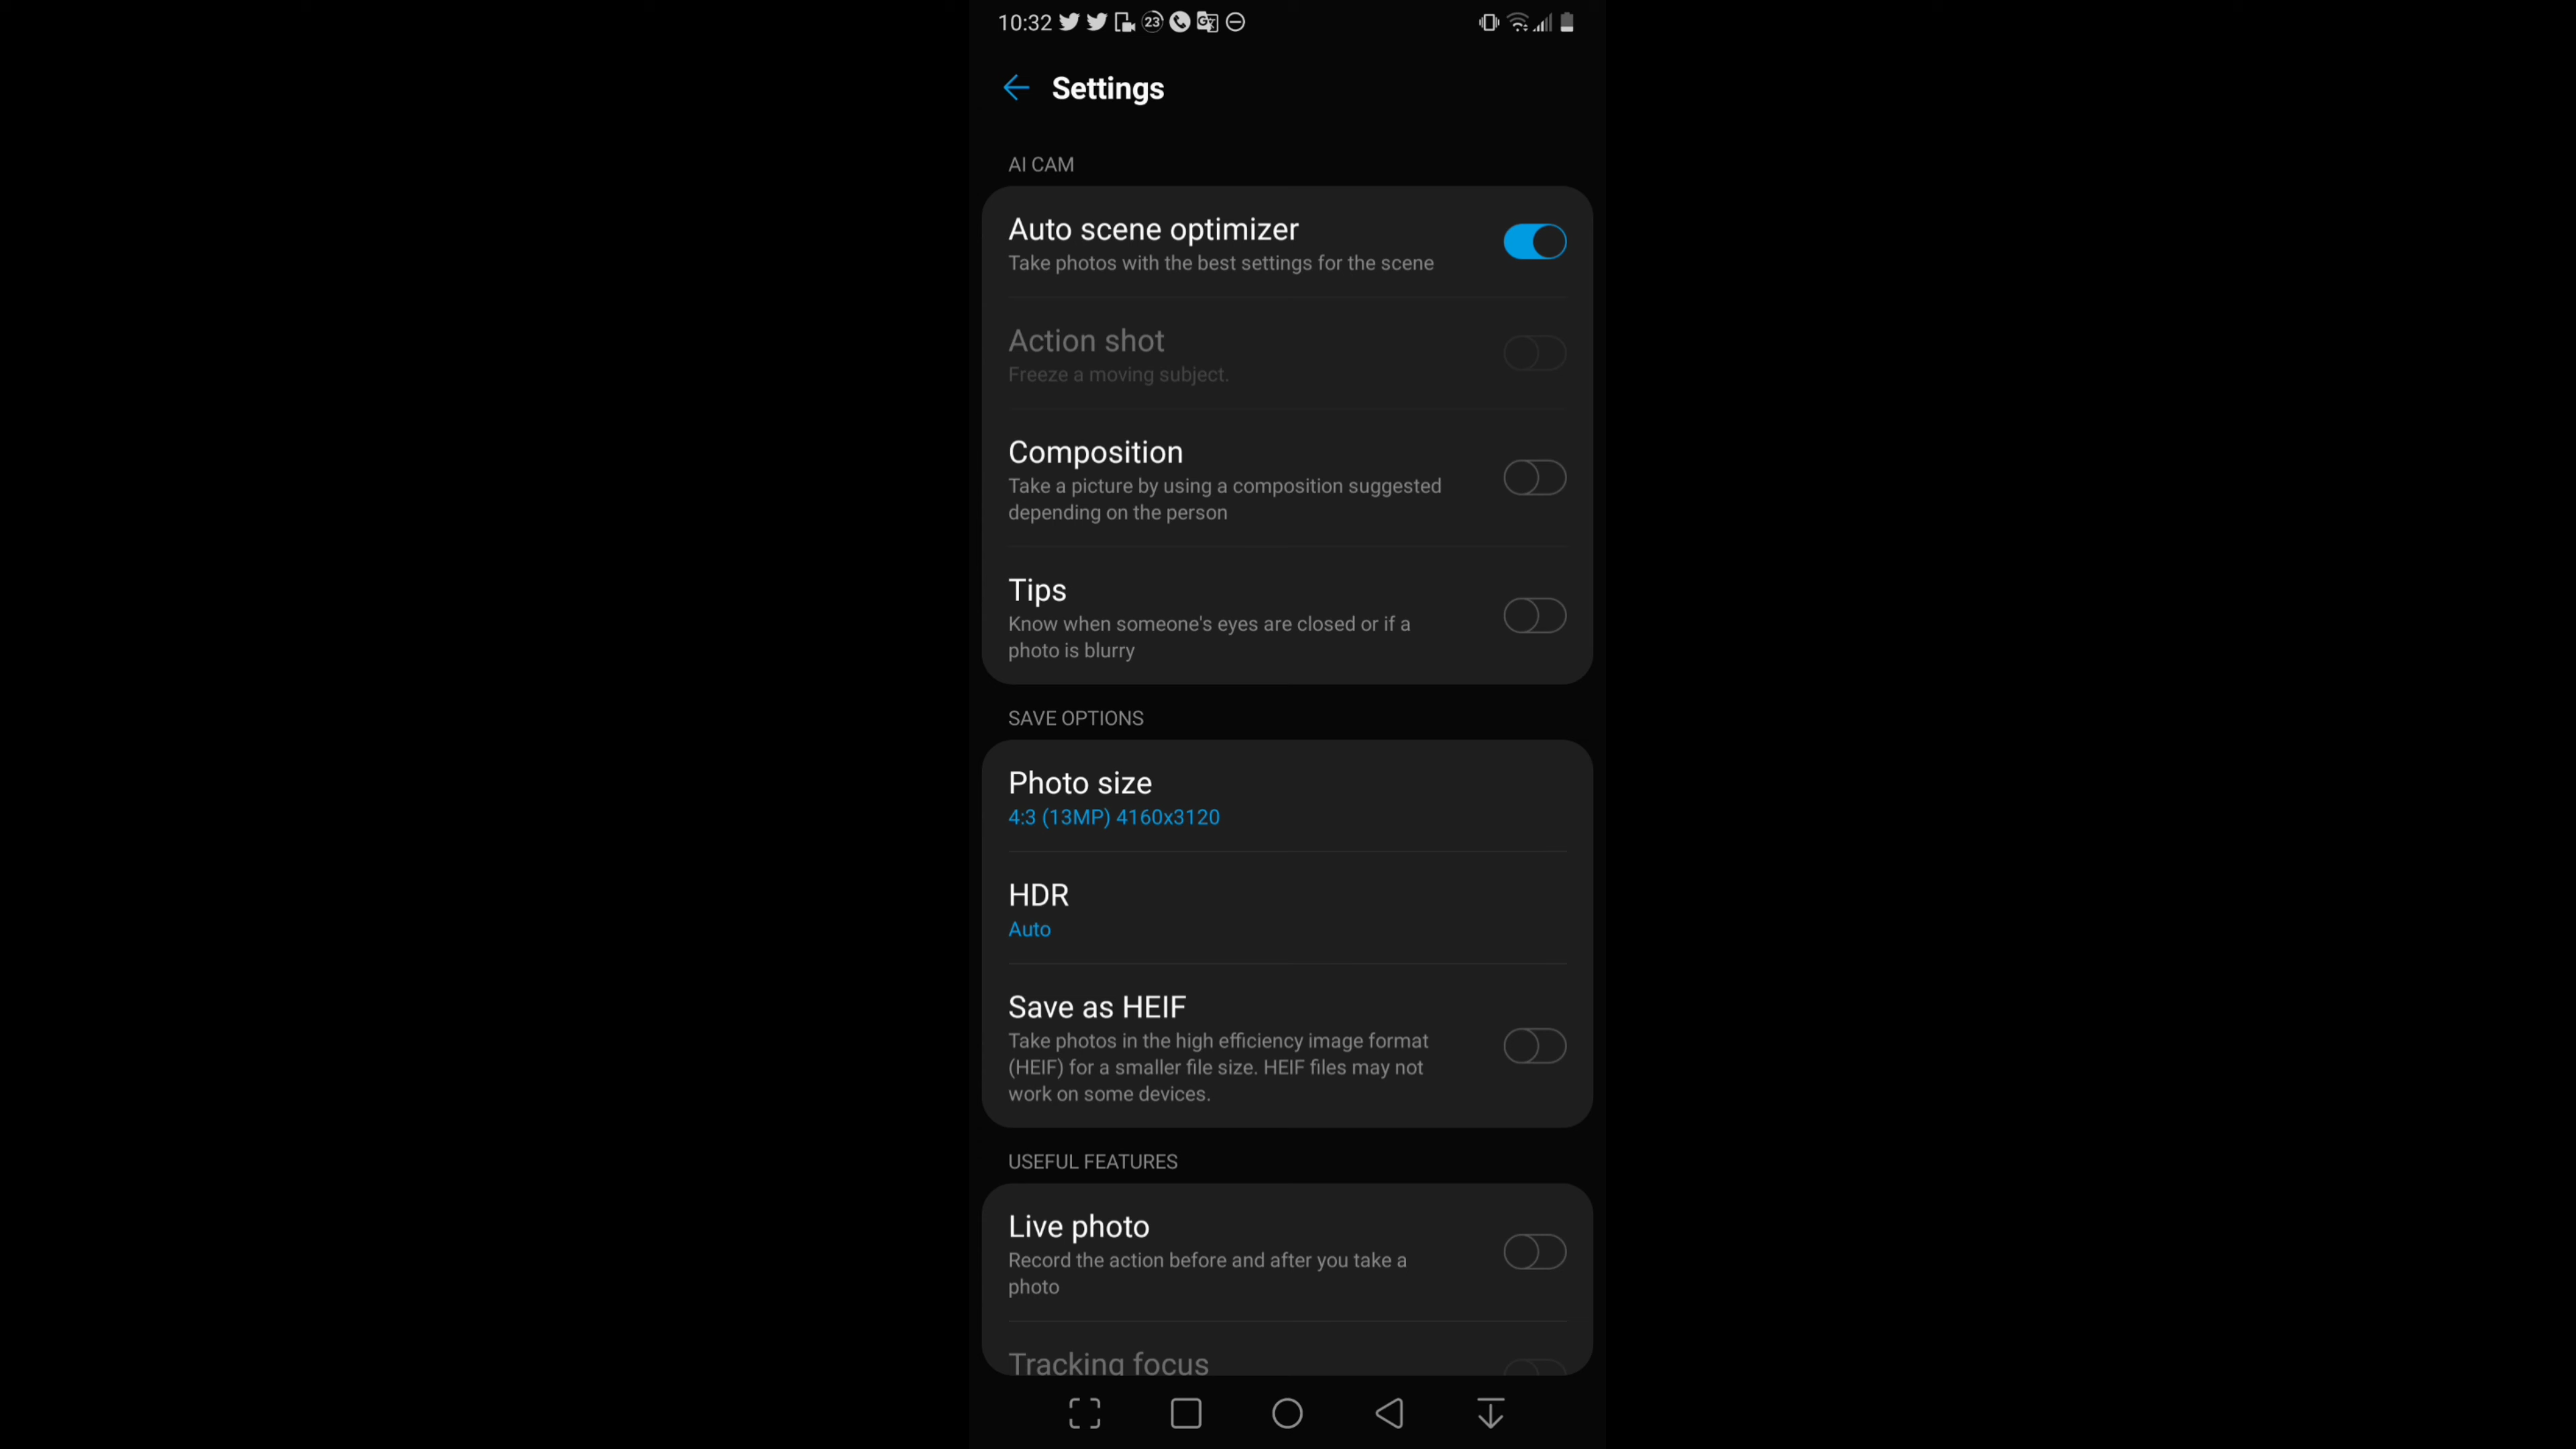 10:32 23
Settings
AI CAM
Auto scene optimizer
Take photos with the best settings for the scene
Action shot
Freeze a moving subject.
Composition
Take a picture by using a composition suggested
depending on the person
Tips
Know when someone's eyes are closed or if a
photo is blurry
SAVE OPTIONS
Photo size
4:3 (13MP) 4160x3120
HDR
Auto
Save as HEIF
Take photos in the high efficiency image format
(HEIF) for a smaller file size. HEIF files may not
work on some devices.
USEFUL FEATURES
Live photo
Record the action before and after you take a
photo
Tracking focus